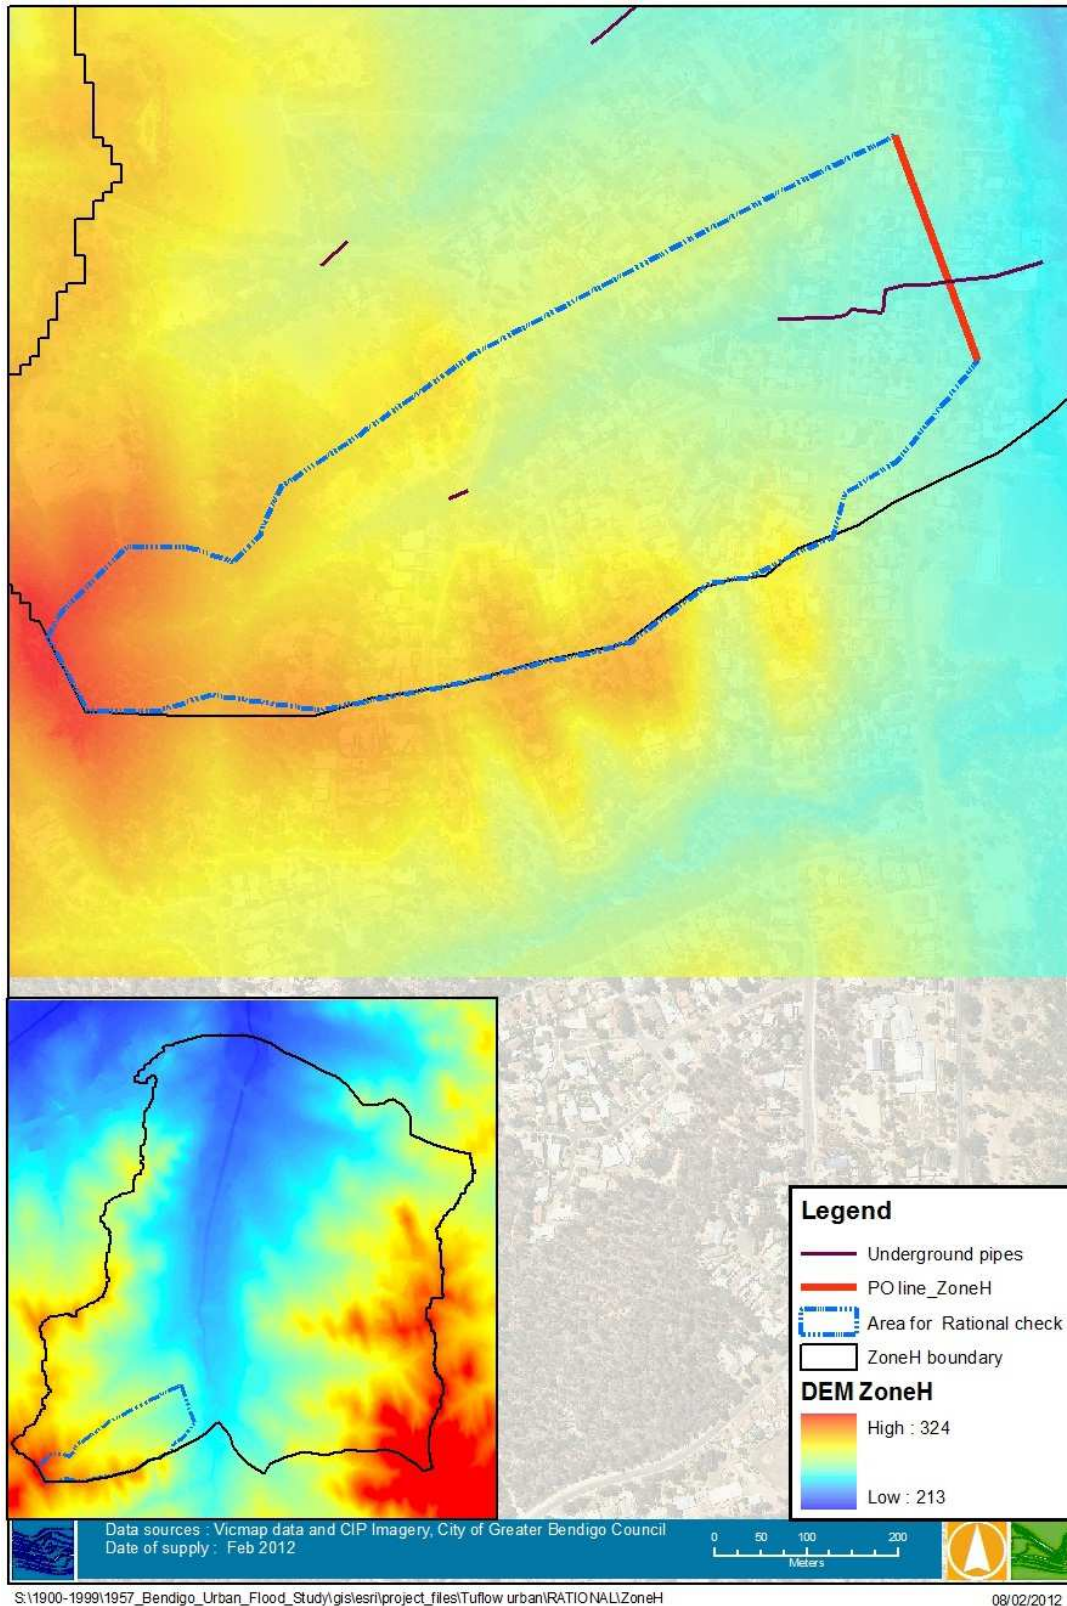 Legend
Underground pipes
PO line_ZoneH
Area for Rational check
ZoneH boundary
DEM ZoneH
High : 324
Low : 213
Data sources : Vicmap data and CIP Imagery, City of Greater Bendigo Council
Date of supply : Feb 2012
0 50 100 200
Meters
S:\1900-1999\1957_Bendigo_Urban_Flood_Study\gis\esri\project_files\Tuflow urban\RATIONAL\ZoneH
08/02/2012